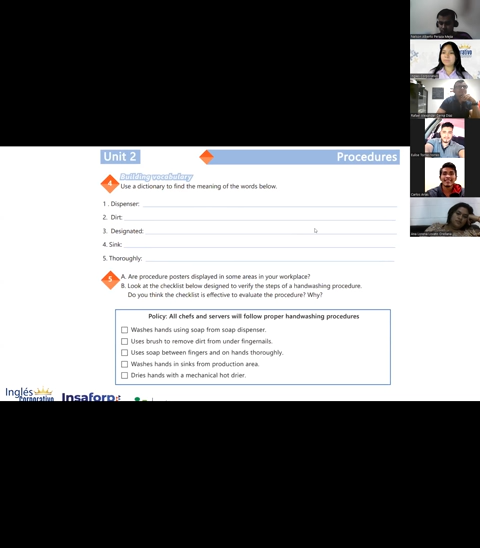 Unit 2
Procedures
4
Building vocabulary
Use a dictionary to find the meaning of the words below.
1. Dispenser:
2. Dirt:
3. Designated:
4. Sink:
5. Thoroughly:
5
A. Are procedure posters displayed in some areas in your workplace?
B. Look at the checklist below designed to verify the steps of a handwashing procedure.
Do you think the checklist is effective to evaluate the procedure? Why?
Policy: All chefs and servers will follow proper handwashing procedures
Washes hands using soap from soap dispenser.
Uses brush to remove dirt from under fingernails.
Uses soap between fingers and on hands thoroughly.
Washes hands in sinks from production area.
Dries hands with a mechanical hot drier.
Inglés
corporativo
Insaforp